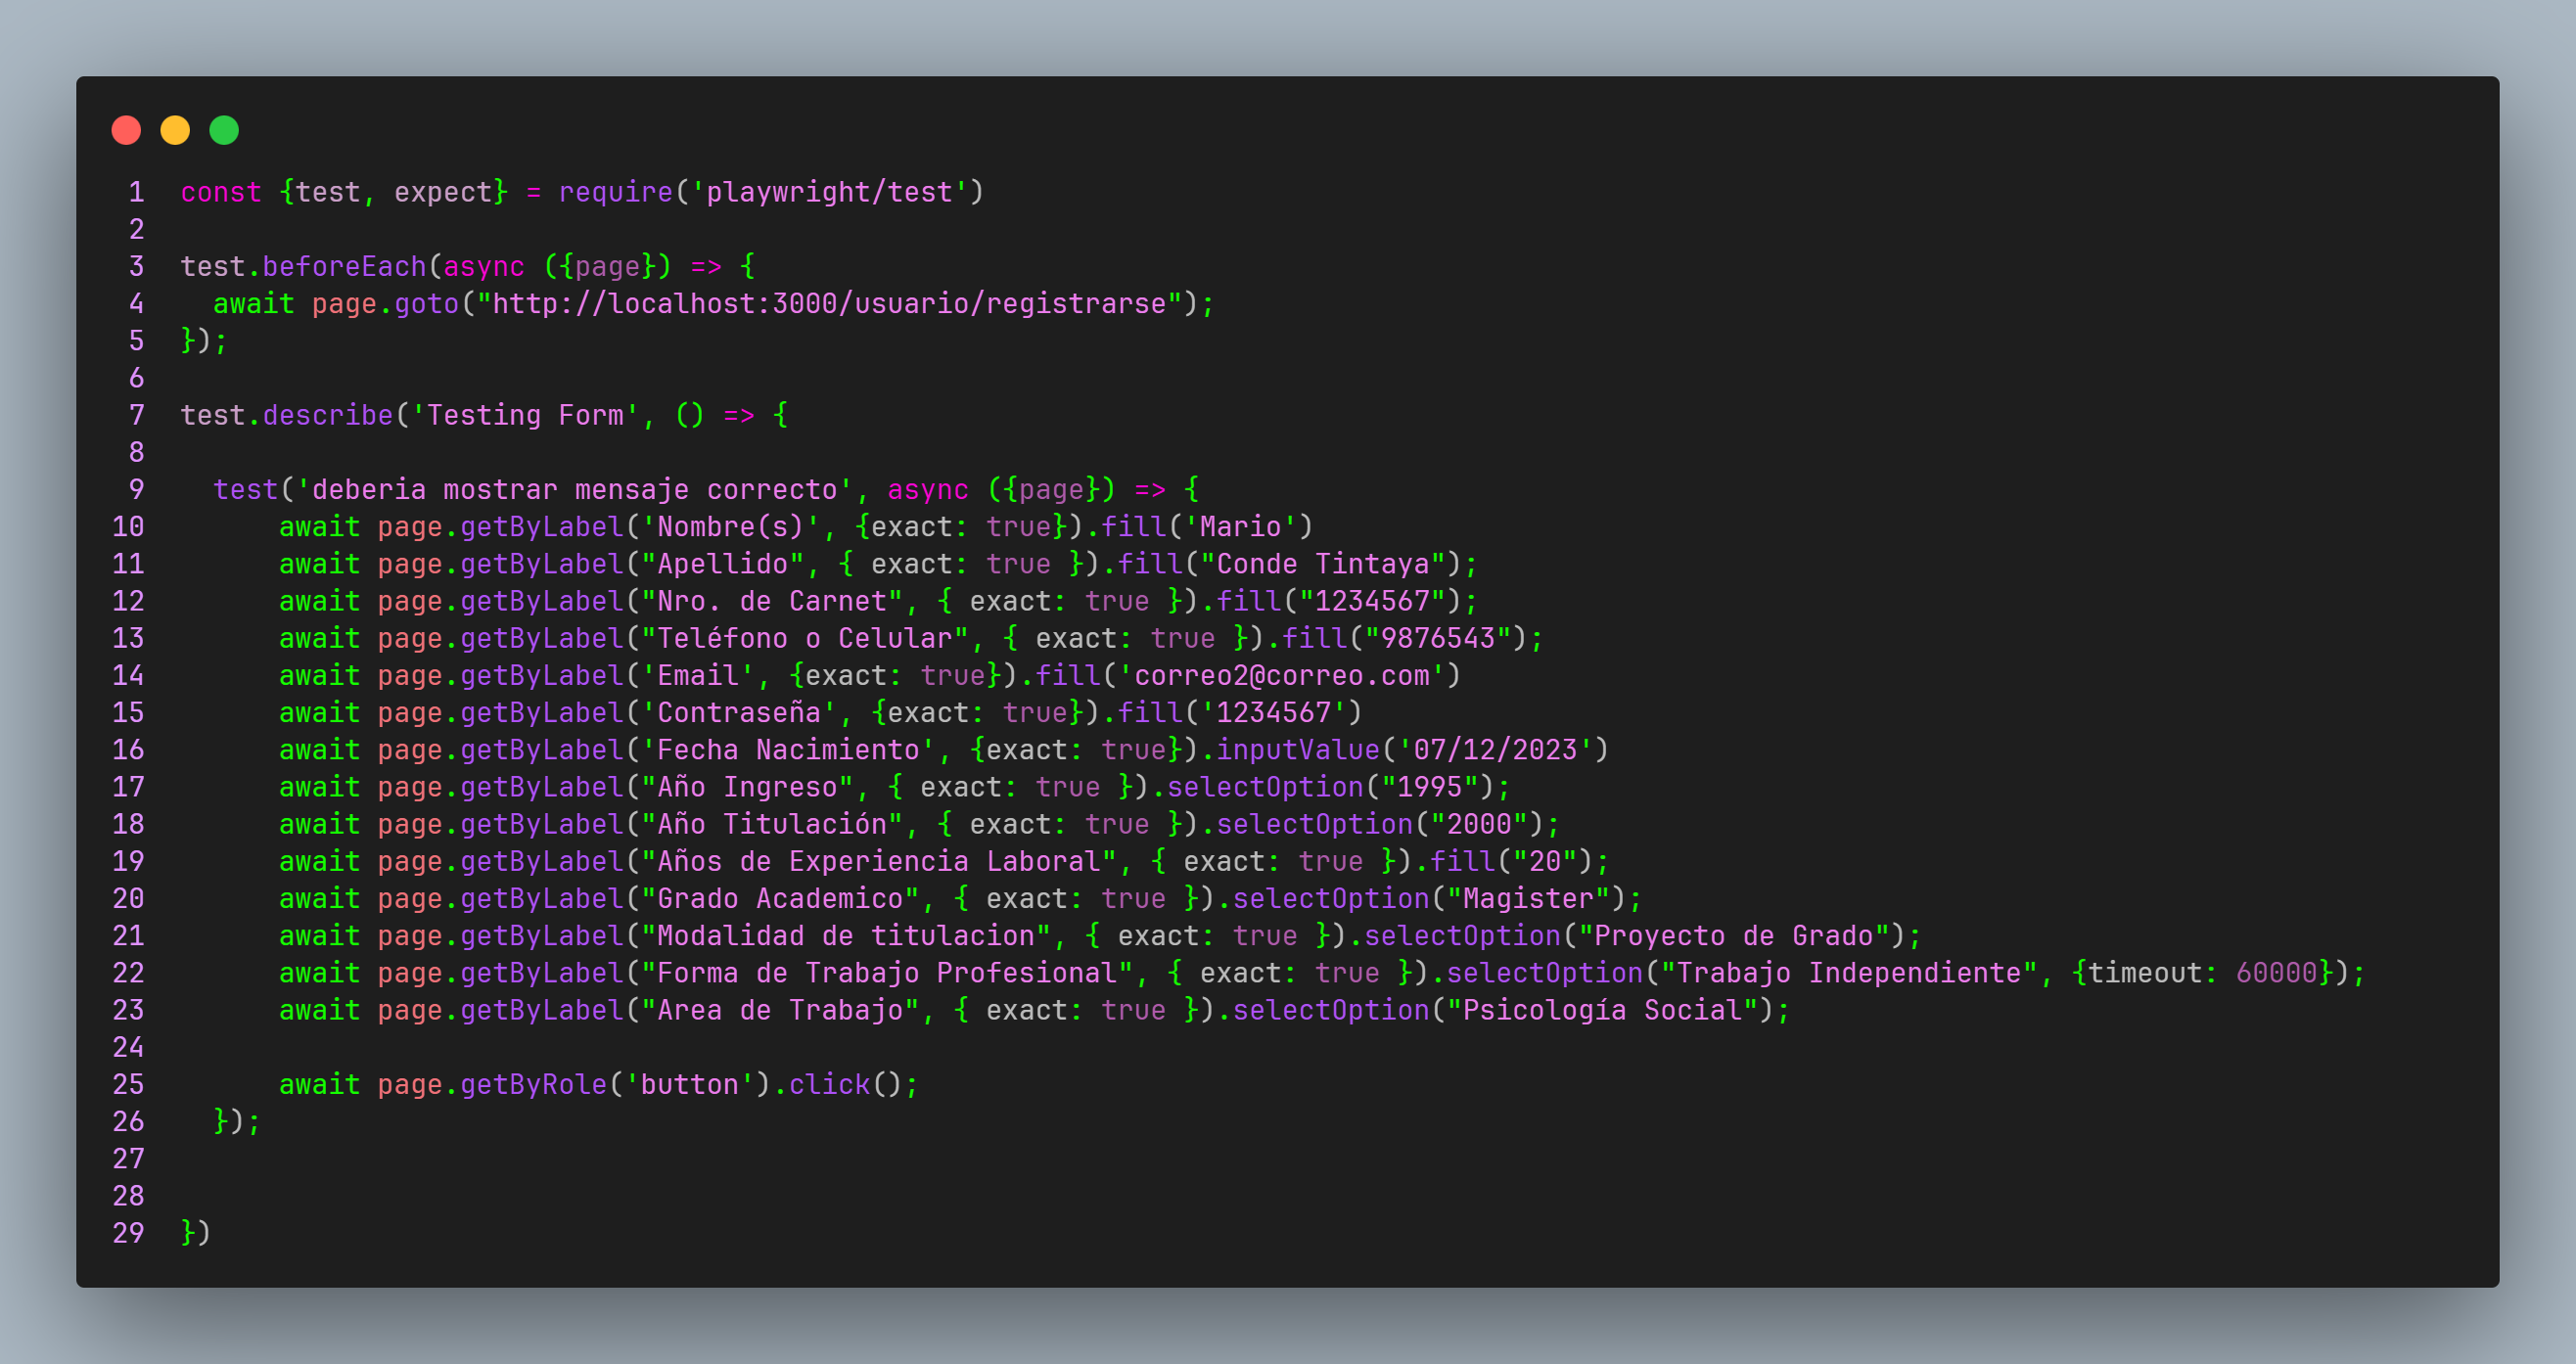 1 const {test, expect} = require('playwright/test')
2
3 test.beforeEach(async ({page}) => {
4   await page.goto("http://localhost:3000/usuario/registrarse");
5 });
6
7 test.describe('Testing Form', () => {
8
9   test('deberia mostrar mensaje correcto', async ({page}) => {
10       await page.getByLabel('Nombre(s)', {exact: true}).fill('Mario')
11       await page.getByLabel("Apellido", { exact: true }).fill("Conde Tintaya");
12       await page.getByLabel("Nro. de Carnet", { exact: true }).fill("1234567");
13       await page.getByLabel("Teléfono o Celular", { exact: true }).fill("9876543");
14       await page.getByLabel('Email', {exact: true}).fill('correo2@correo.com')
15       await page.getByLabel('Contraseña', {exact: true}).fill('1234567')
16       await page.getByLabel('Fecha Nacimiento', {exact: true}).inputValue('07/12/2023')
17       await page.getByLabel("Año Ingreso", { exact: true }).selectOption("1995");
18       await page.getByLabel("Año Titulación", { exact: true }).selectOption("2000");
19       await page.getByLabel("Años de Experiencia Laboral", { exact: true }).fill("20");
20       await page.getByLabel("Grado Academico", { exact: true }).selectOption("Magister");
21       await page.getByLabel("Modalidad de titulacion", { exact: true }).selectOption("Proyecto de Grado");
22       await page.getByLabel("Forma de Trabajo Profesional", { exact: true }).selectOption("Trabajo Independiente", {timeout: 60000});
23       await page.getByLabel("Area de Trabajo", { exact: true }).selectOption("Psicología Social");
24
25       await page.getByRole('button').click();
26   });
27
28
29 })